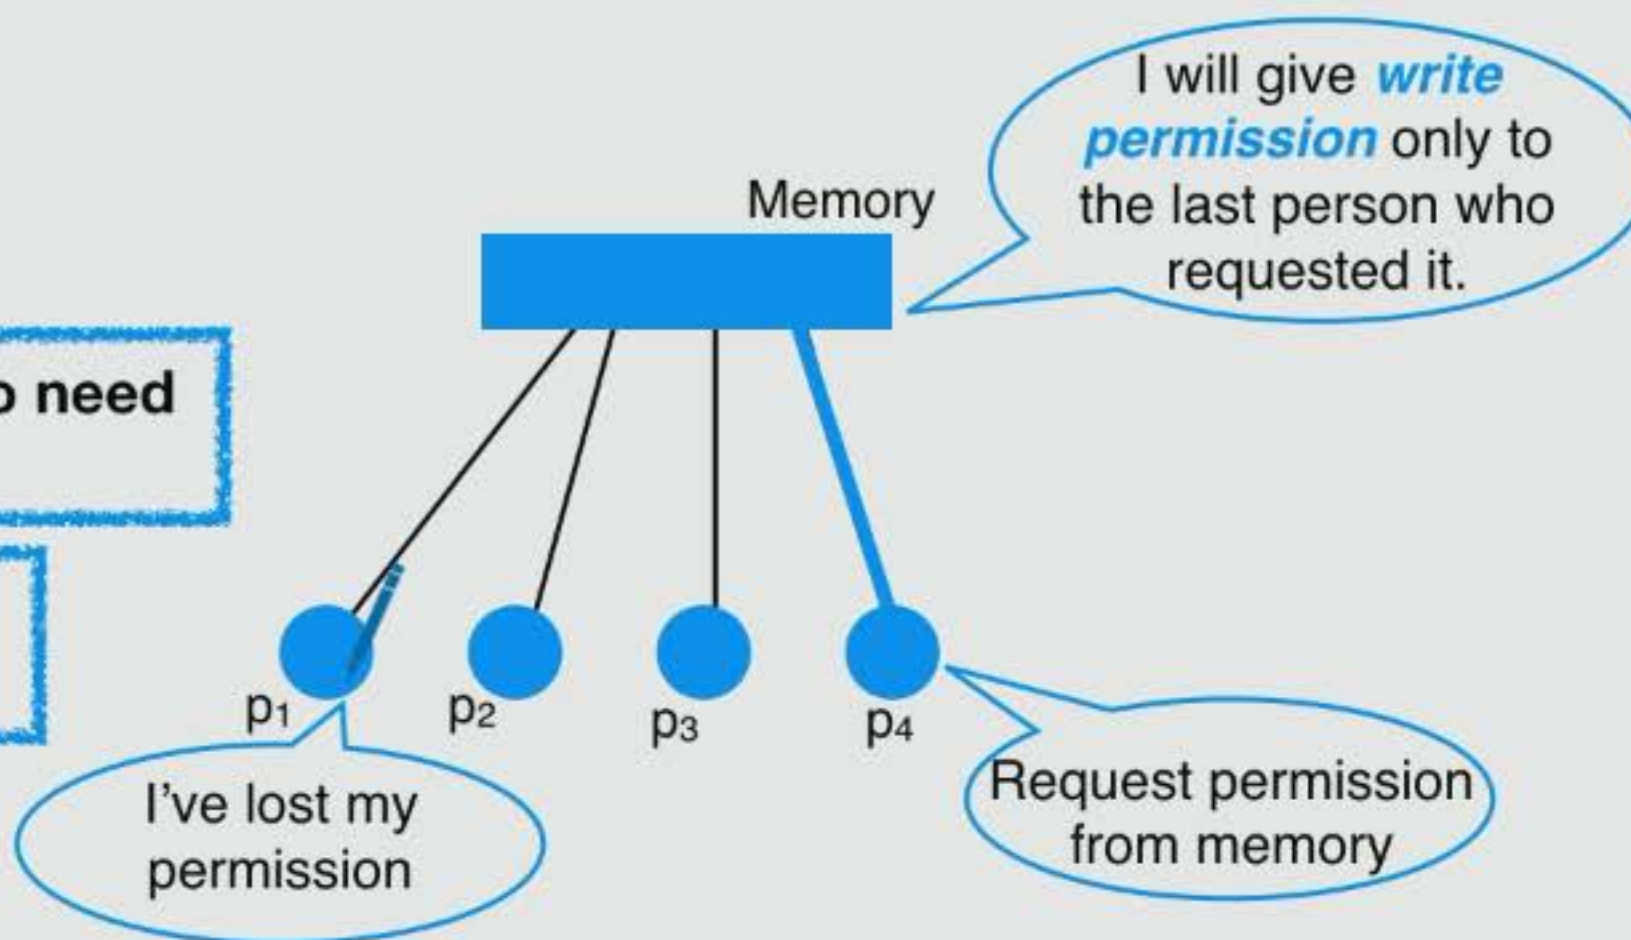 I will give write
permission only to
the last person who
requested it.
Memory
need
p1
p2
p3
p4
I've lost my
permission
Request permission
from memory